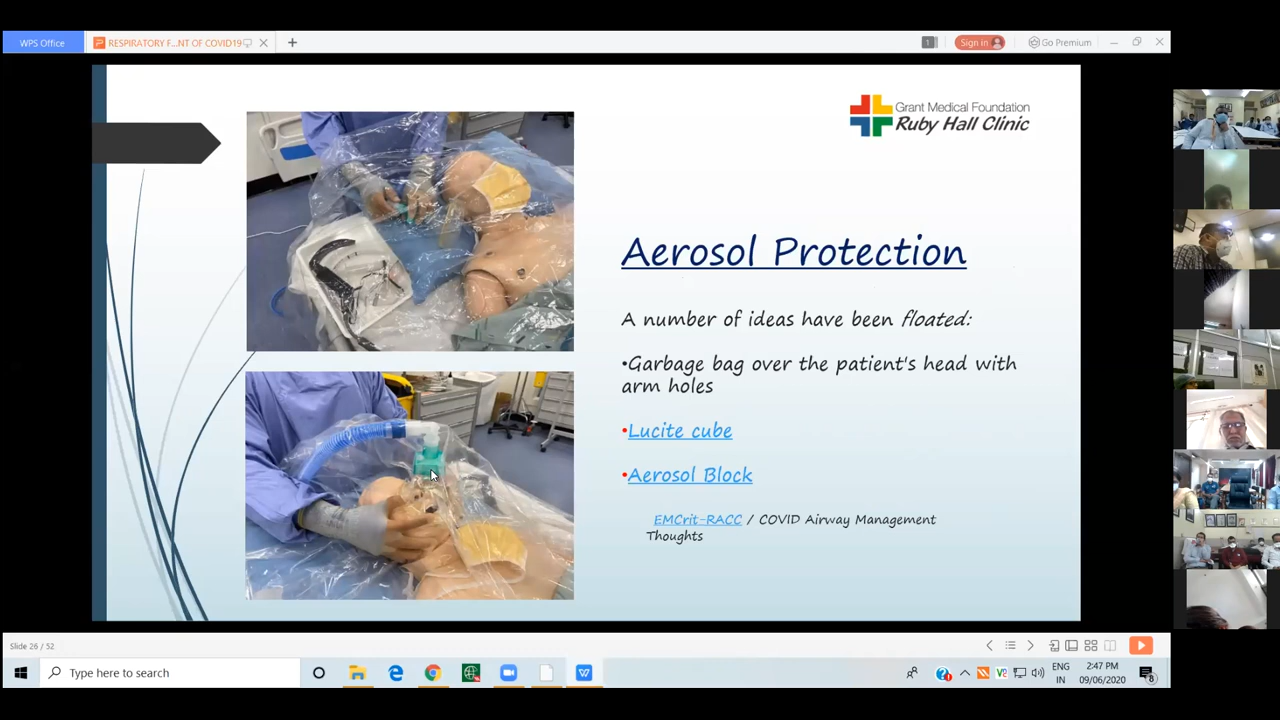 WPS Office
RESPIRATORY F...NT OF COVID19
1
Sign in
Go Premium
Grant Medical Foundation
Ruby Hall Clinic
Aerosol Protection
A number of ideas have been floated:
•Garbage bag over the patient's head with
arm holes
•Lucite cube
•Aerosol Block
EMCrit-RACC / COVID Airway Management
Thoughts
Slide 26 / 52
Type here to search
ENG
IN
2:47 PM
09/06/2020
8